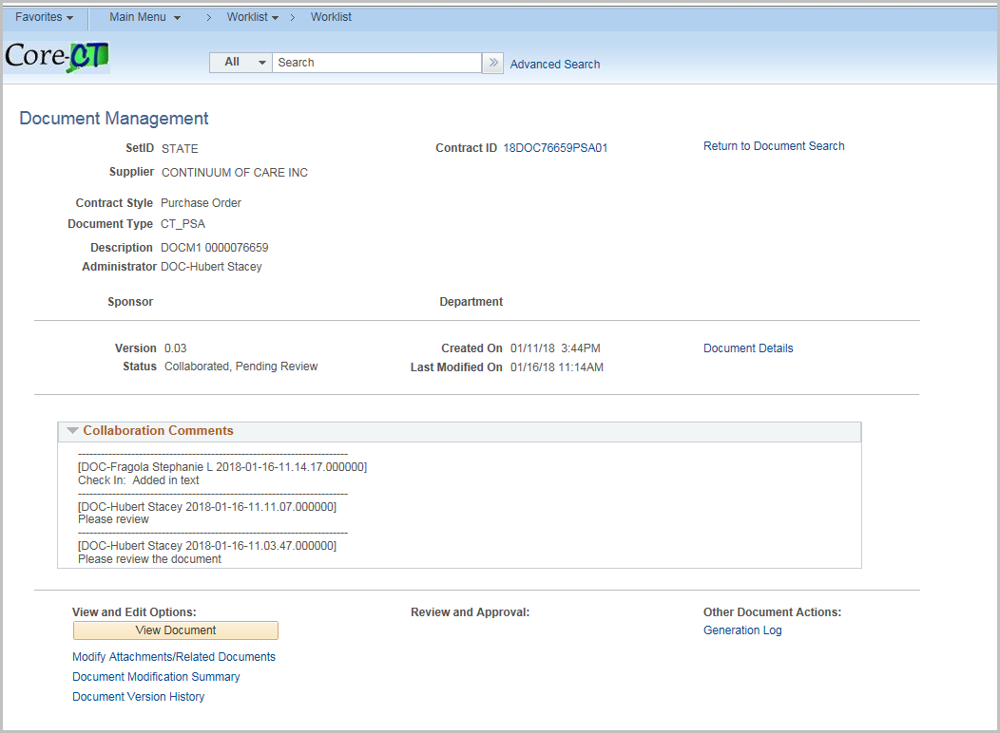 Favorites Main Menu > Worklist > Worklist
Core-CT
All Search » Advanced Search
Document Management
SetID STATE Contract ID 18DOC76659PSA01 Return to Document Search
Supplier CONTINUUM OF CARE INC
Contract Style Purchase Order
Document Type CT_PSA
Description DOCM1 0000076659
Administrator DOC-Hubert Stacey
Sponsor Department
Version 0.03 Created On 01/11/18 3:44PM Document Details
Status Collaborated, Pending Review Last Modified On 01/16/18 11:14AM
Collaboration Comments
-----------------------------------------------------------------------
[DOC-Fragola Stephanie L 2018-01-16-11.14.17.000000]
Check In: Added in text
-----------------------------------------------------------------------
[DOC-Hubert Stacey 2018-01-16-11.11.07.000000]
Please review
-----------------------------------------------------------------------
[DOC-Hubert Stacey 2018-01-16-11.03.47.000000]
Please review the document
View and Edit Options: Review and Approval: Other Document Actions:
View Document Generation Log
Modify Attachments/Related Documents
Document Modification Summary
Document Version History